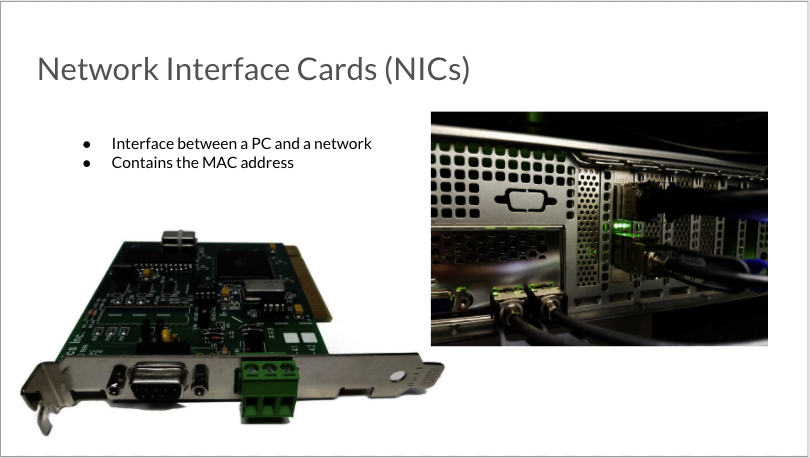 Network Interface Cards (NICs)
● Interface between a PC and a network
● Contains the MAC address